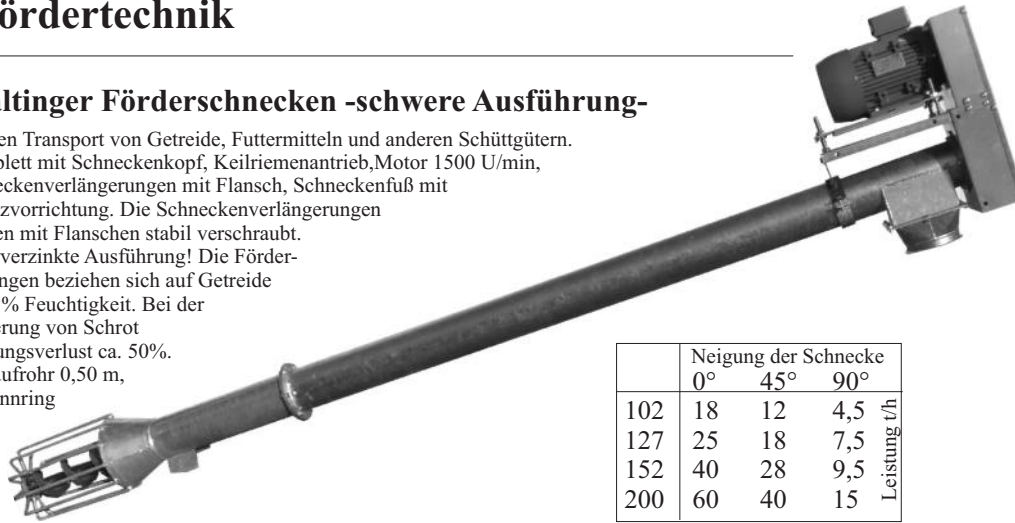 ördertechnik
ltinger Förderschnecken -schwere Ausführung-
en Transport von Getreide, Futtermitteln und anderen Schüttgütern.
plett mit Schneckenkopf, Keilriemenantrieb,Motor 1500 U/min,
eckenverlängerungen mit Flansch, Schneckenfuß mit
zvorrichtung. Die Schneckenverlängerungen
en mit Flanschen stabil verschraubt.
verzinkte Ausführung! Die Förder-
ngen beziehen sich auf Getreide
% Feuchtigkeit. Bei der
erung von Schrot
ungsverlust ca. 50%.
aufrohr 0,50 m,
nnring
Neigung der Schnecke
0° 45° 90°
102 18 12 4,5
127 25 18 7,5
152 40 28 9,5
200 60 40 15
Leistung t/h